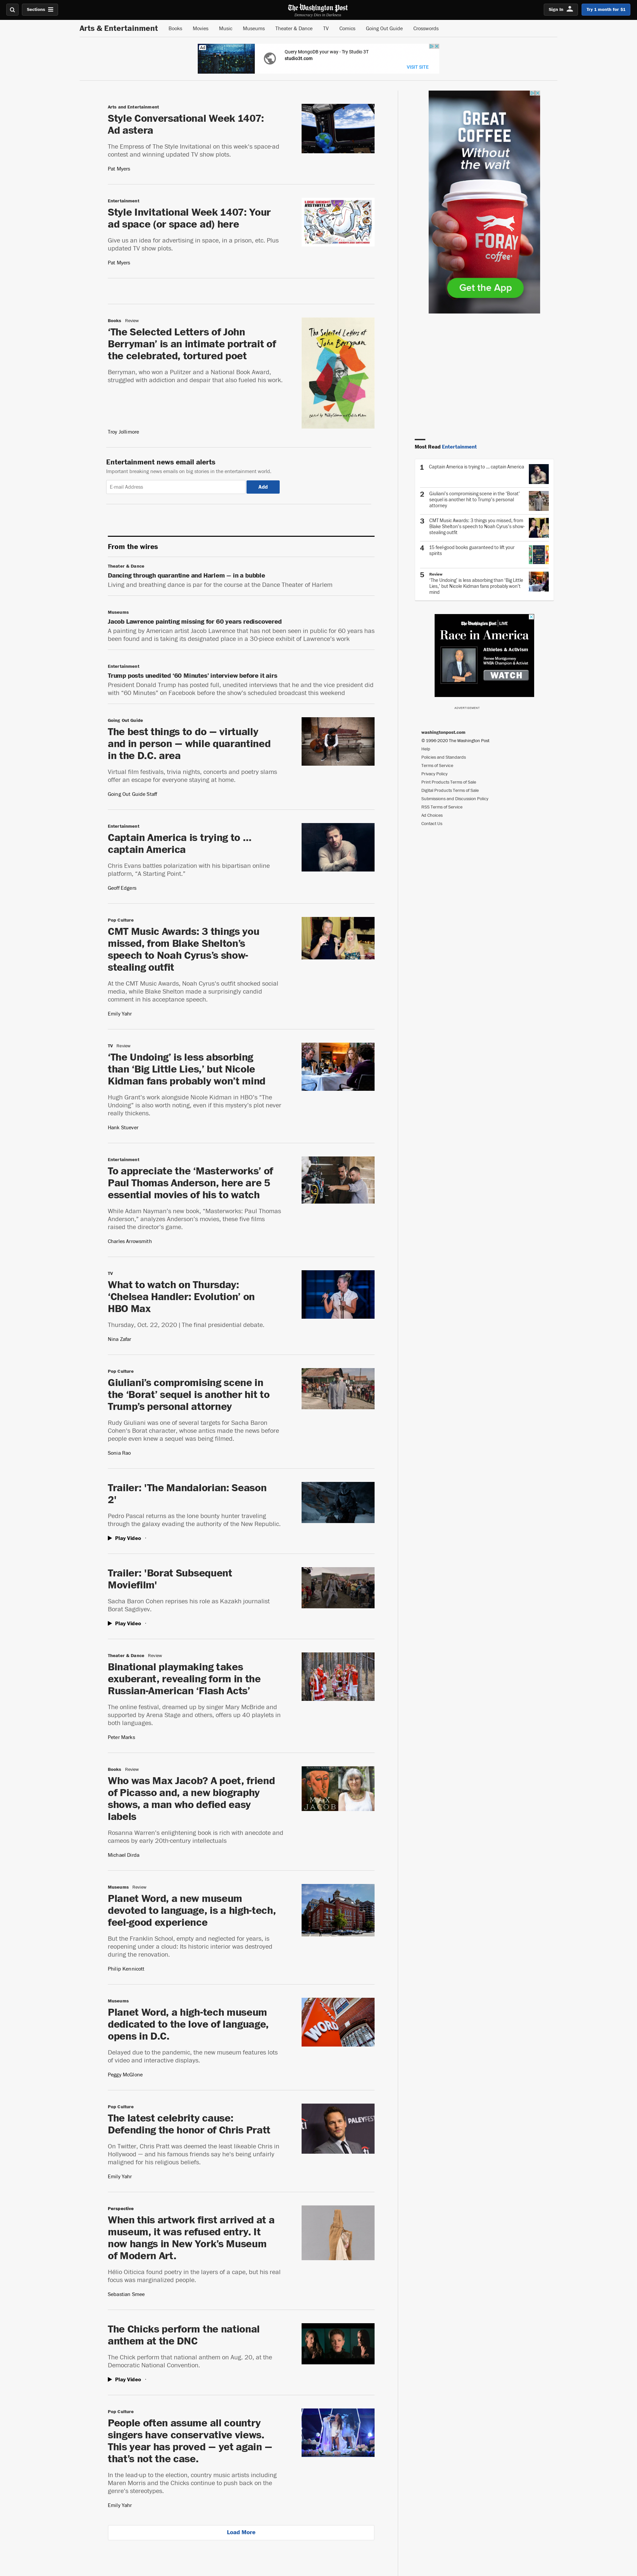 Sections
The Washington Post
Democracy Dies in Darkness
Sign In
Try 1 month for $1
Arts & Entertainment
Books
Movies
Music
Museums
Theater & Dance
TV
Comics
Going Out Guide
Crosswords
Ad
Query MongoDB your way - Try Studio 3T
studio3t.com
VISIT SITE
Arts and Entertainment
Style Conversational Week 1407:
Ad astera
The Empress of The Style Invitational on this week's space-ad
contest and winning updated TV show plots.
Pat Myers
Entertainment
Style Invitational Week 1407: Your
ad space (or space ad) here
Give us an idea for advertising in space, in a prison, etc. Plus
updated TV show plots.
Pat Myers
Books Review
‘The Selected Letters of John
Berryman’ is an intimate portrait of
the celebrated, tortured poet
Berryman, who won a Pulitzer and a National Book Award,
struggled with addiction and despair that also fueled his work.
Troy Jollimore
The Selected Letters of
John Berryman
Entertainment news email alerts
Important breaking news emails on big stories in the entertainment world.
E-mail Address
Add
From the wires
Theater & Dance
Dancing through quarantine and Harlem — in a bubble
Living and breathing dance is par for the course at the Dance Theater of Harlem
Museums
Jacob Lawrence painting missing for 60 years rediscovered
A painting by American artist Jacob Lawrence that has not been seen in public for 60 years has
been found and is taking its designated place in a 30-piece exhibit of Lawrence's work
Entertainment
Trump posts unedited ‘60 Minutes’ interview before it airs
President Donald Trump has posted full, unedited interviews that he and the vice president did
with “60 Minutes” on Facebook before the show's scheduled broadcast this weekend
Going Out Guide
The best things to do — virtually
and in person — while quarantined
in the D.C. area
Virtual film festivals, trivia nights, concerts and poetry slams
offer an escape for everyone staying at home.
Going Out Guide Staff
Entertainment
Captain America is trying to ...
captain America
Chris Evans battles polarization with his bipartisan online
platform, “A Starting Point.”
Geoff Edgers
Pop Culture
CMT Music Awards: 3 things you
missed, from Blake Shelton’s
speech to Noah Cyrus’s show-
stealing outfit
At the CMT Music Awards, Noah Cyrus's outfit shocked social
media, while Blake Shelton made a surprisingly candid
comment in his acceptance speech.
Emily Yahr
TV Review
‘The Undoing’ is less absorbing
than ‘Big Little Lies,’ but Nicole
Kidman fans probably won’t mind
Hugh Grant's work alongside Nicole Kidman in HBO's “The
Undoing” is also worth noting, even if this mystery's plot never
really thickens.
Hank Stuever
Entertainment
To appreciate the ‘Masterworks’ of
Paul Thomas Anderson, here are 5
essential movies of his to watch
While Adam Nayman's new book, “Masterworks: Paul Thomas
Anderson,” analyzes Anderson's movies, these five films
raised the director's game.
Charles Arrowsmith
TV
What to watch on Thursday:
‘Chelsea Handler: Evolution’ on
HBO Max
Thursday, Oct. 22, 2020 | The final presidential debate.
Nina Zafar
Pop Culture
Giuliani’s compromising scene in
the ‘Borat’ sequel is another hit to
Trump’s personal attorney
Rudy Giuliani was one of several targets for Sacha Baron
Cohen's Borat character, whose antics made the news before
people even knew a sequel was being filmed.
Sonia Rao
Trailer: 'The Mandalorian: Season
2'
Pedro Pascal returns as the lone bounty hunter traveling
through the galaxy evading the authority of the New Republic.
Play Video ·
Trailer: 'Borat Subsequent
Moviefilm'
Sacha Baron Cohen reprises his role as Kazakh journalist
Borat Sagdiyev.
Play Video ·
Theater & Dance Review
Binational playmaking takes
exuberant, revealing form in the
Russian-American ‘Flash Acts’
The online festival, dreamed up by singer Mary McBride and
supported by Arena Stage and others, offers up 40 playlets in
both languages.
Peter Marks
Books Review
Who was Max Jacob? A poet, friend
of Picasso and, a new biography
shows, a man who defied easy
labels
Rosanna Warren's enlightening book is rich with anecdote and
cameos by early 20th-century intellectuals
Michael Dirda
MAX
JACOB
Museums Review
Planet Word, a new museum
devoted to language, is a high-tech,
feel-good experience
But the Franklin School, empty and neglected for years, is
reopening under a cloud: Its historic interior was destroyed
during the renovation.
Philip Kennicott
Museums
Planet Word, a high-tech museum
dedicated to the love of language,
opens in D.C.
Delayed due to the pandemic, the new museum features lots
of video and interactive displays.
Peggy McGlone
WORD
Pop Culture
The latest celebrity cause:
Defending the honor of Chris Pratt
On Twitter, Chris Pratt was deemed the least likeable Chris in
Hollywood — and his famous friends say he's being unfairly
maligned for his religious beliefs.
Emily Yahr
PALEYFEST
Perspective
When this artwork first arrived at a
museum, it was refused entry. It
now hangs in New York’s Museum
of Modern Art.
Hélio Oiticica found poetry in the layers of a cape, but his real
focus was marginalized people.
Sebastian Smee
The Chicks perform the national
anthem at the DNC
The Chick perform that national anthem on Aug. 20, at the
Democratic National Convention.
Play Video ·
Pop Culture
People often assume all country
singers have conservative views.
This year has proved — yet again —
that’s not the case.
In the lead-up to the election, country music artists including
Maren Morris and the Chicks continue to push back on the
genre's stereotypes.
Emily Yahr
Load More
GREAT
COFFEE
Without
the wait
FORAY
coffee
Get the App
Most Read Entertainment
1 Captain America is trying to ... captain America
2 Giuliani's compromising scene in the ‘Borat’
sequel is another hit to Trump's personal
attorney
3 CMT Music Awards: 3 things you missed, from
Blake Shelton's speech to Noah Cyrus's show-
stealing outfit
4 15 feel-good books guaranteed to lift your
spirits
5 Review
‘The Undoing’ is less absorbing than ‘Big Little
Lies,’ but Nicole Kidman fans probably won't
mind
The Washington Post LIVE
Race in America
Athletes & Activism
Renee Montgomery
WNBA Champion & Activist
WATCH
ADVERTISEMENT
washingtonpost.com
© 1996-2020 The Washington Post
Help
Policies and Standards
Terms of Service
Privacy Policy
Print Products Terms of Sale
Digital Products Terms of Sale
Submissions and Discussion Policy
RSS Terms of Service
Ad Choices
Contact Us